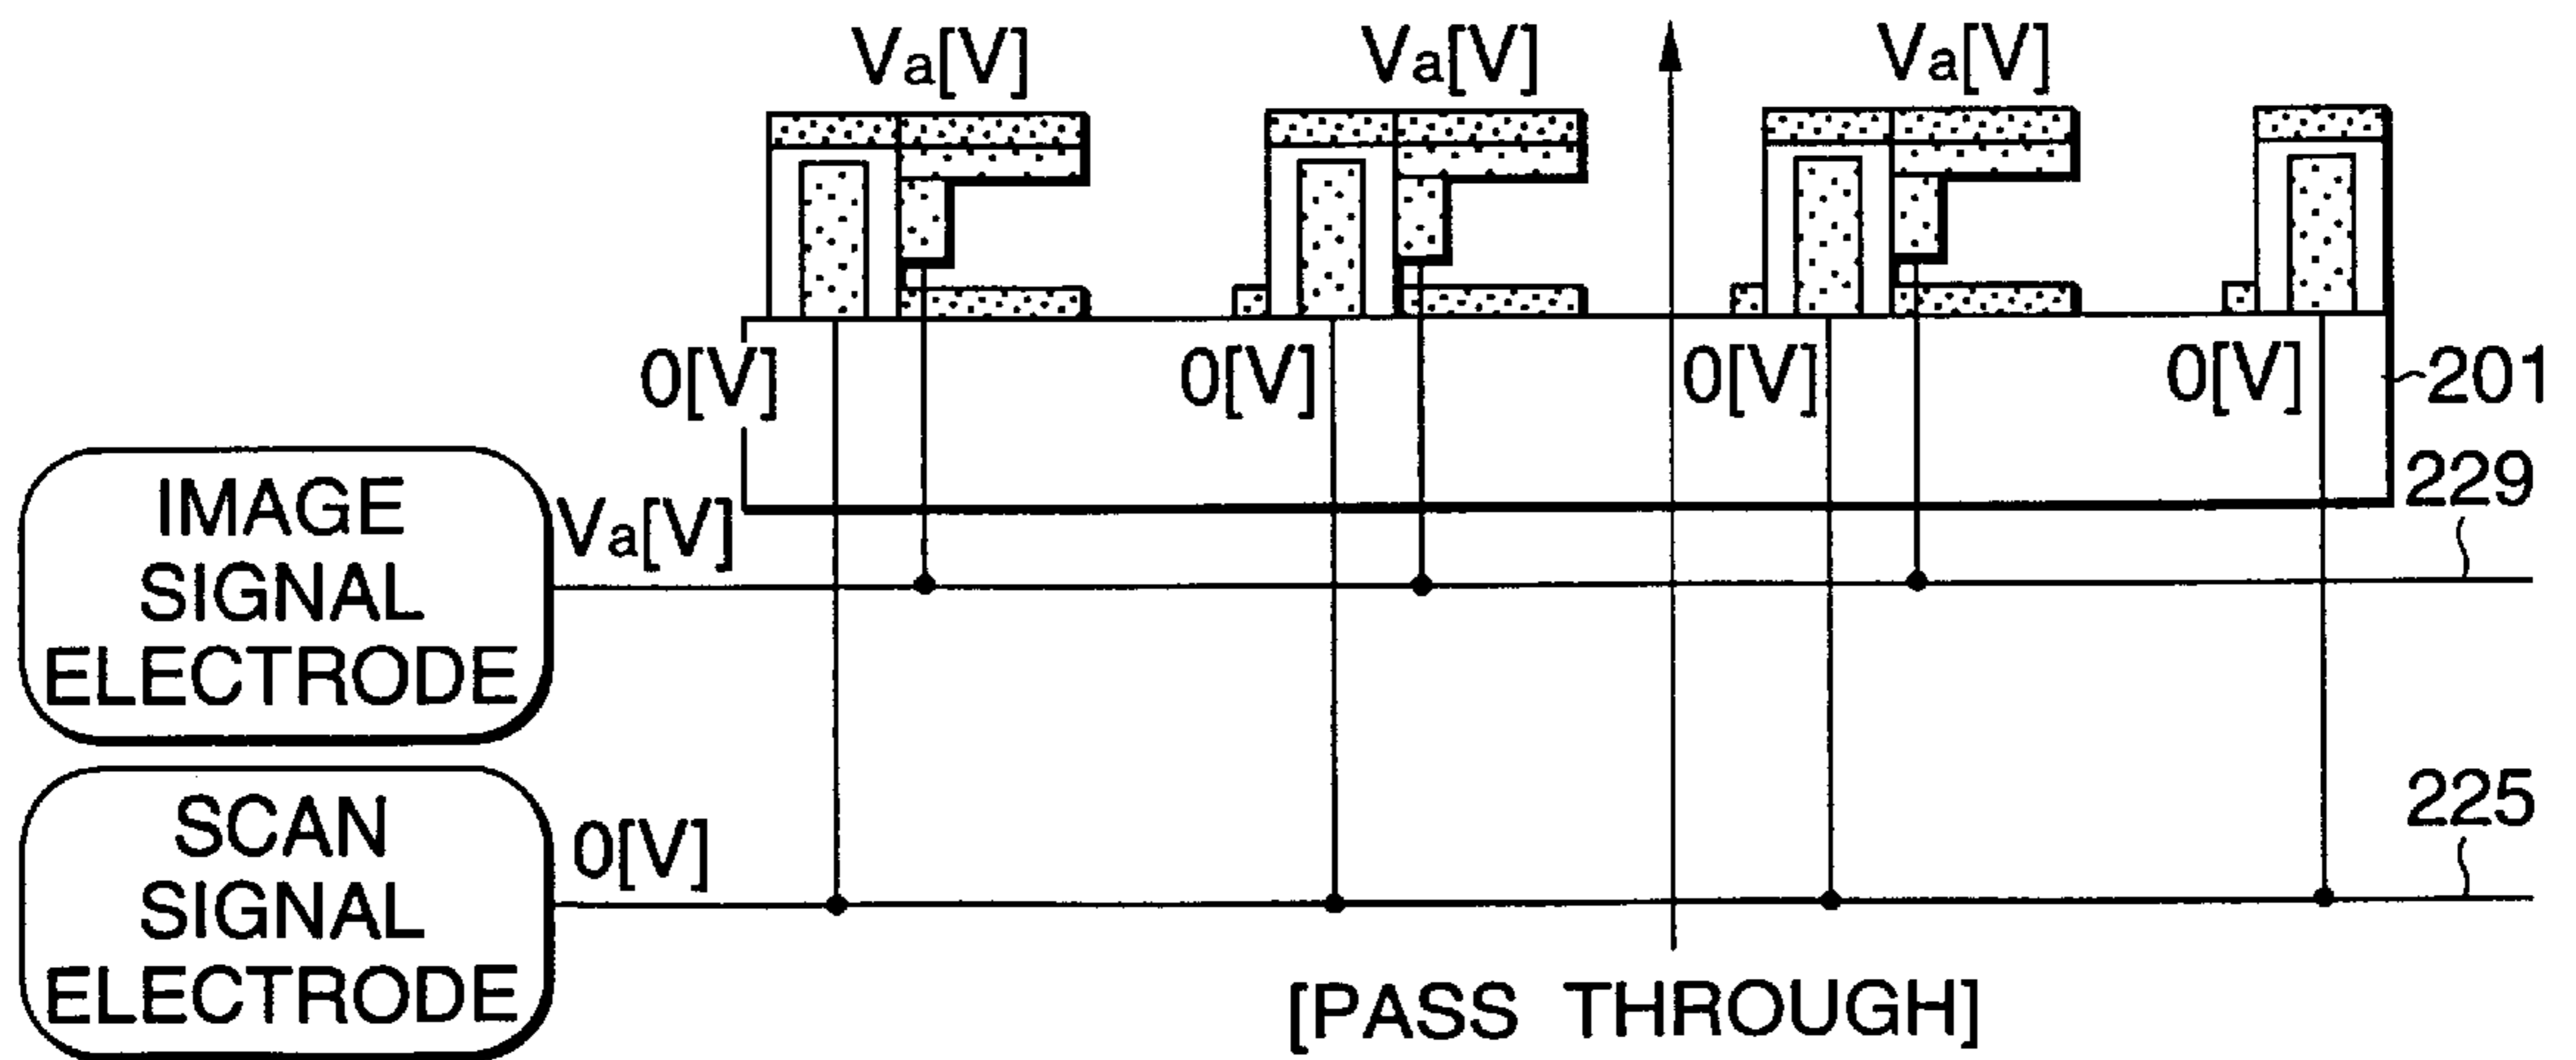 Va[V] Va[V] Va[V]
0[V] 0[V] 0[V] 0[V] 201
229
IMAGE
SIGNAL
ELECTRODE
Va[V]
225
SCAN
SIGNAL
ELECTRODE
0[V]
[PASS THROUGH]